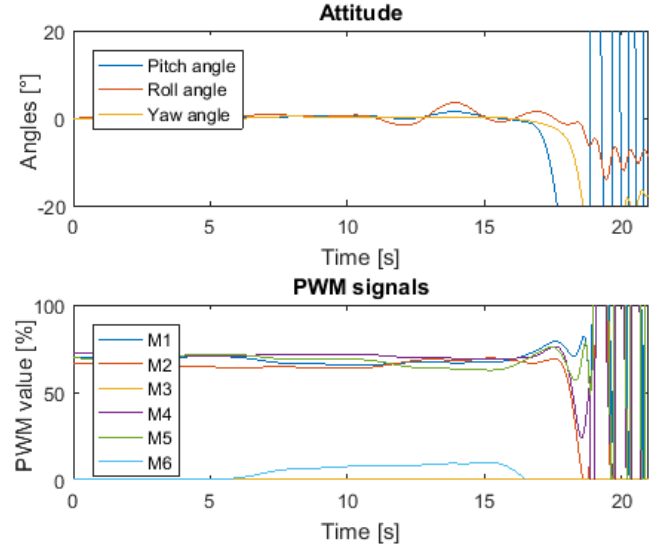 Attitude
20
0
-20
Angles [°]
Pitch angle
Roll angle
Yaw angle
0 5 10 15 20
Time [s]
PWM signals
100
50
0
PWM value [%]
M1
M2
M3
M4
M5
M6
0 5 10 15 20
Time [s]